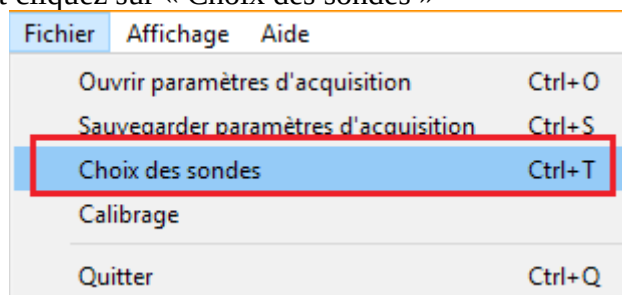 t cliquez sur « Choix des sondes »
Fichier Affichage Aide
Ouvrir paramètres d'acquisition Ctrl+O
Sauvegarder paramètres d'acquisition Ctrl+S
Choix des sondes Ctrl+T
Calibrage
Quitter Ctrl+Q